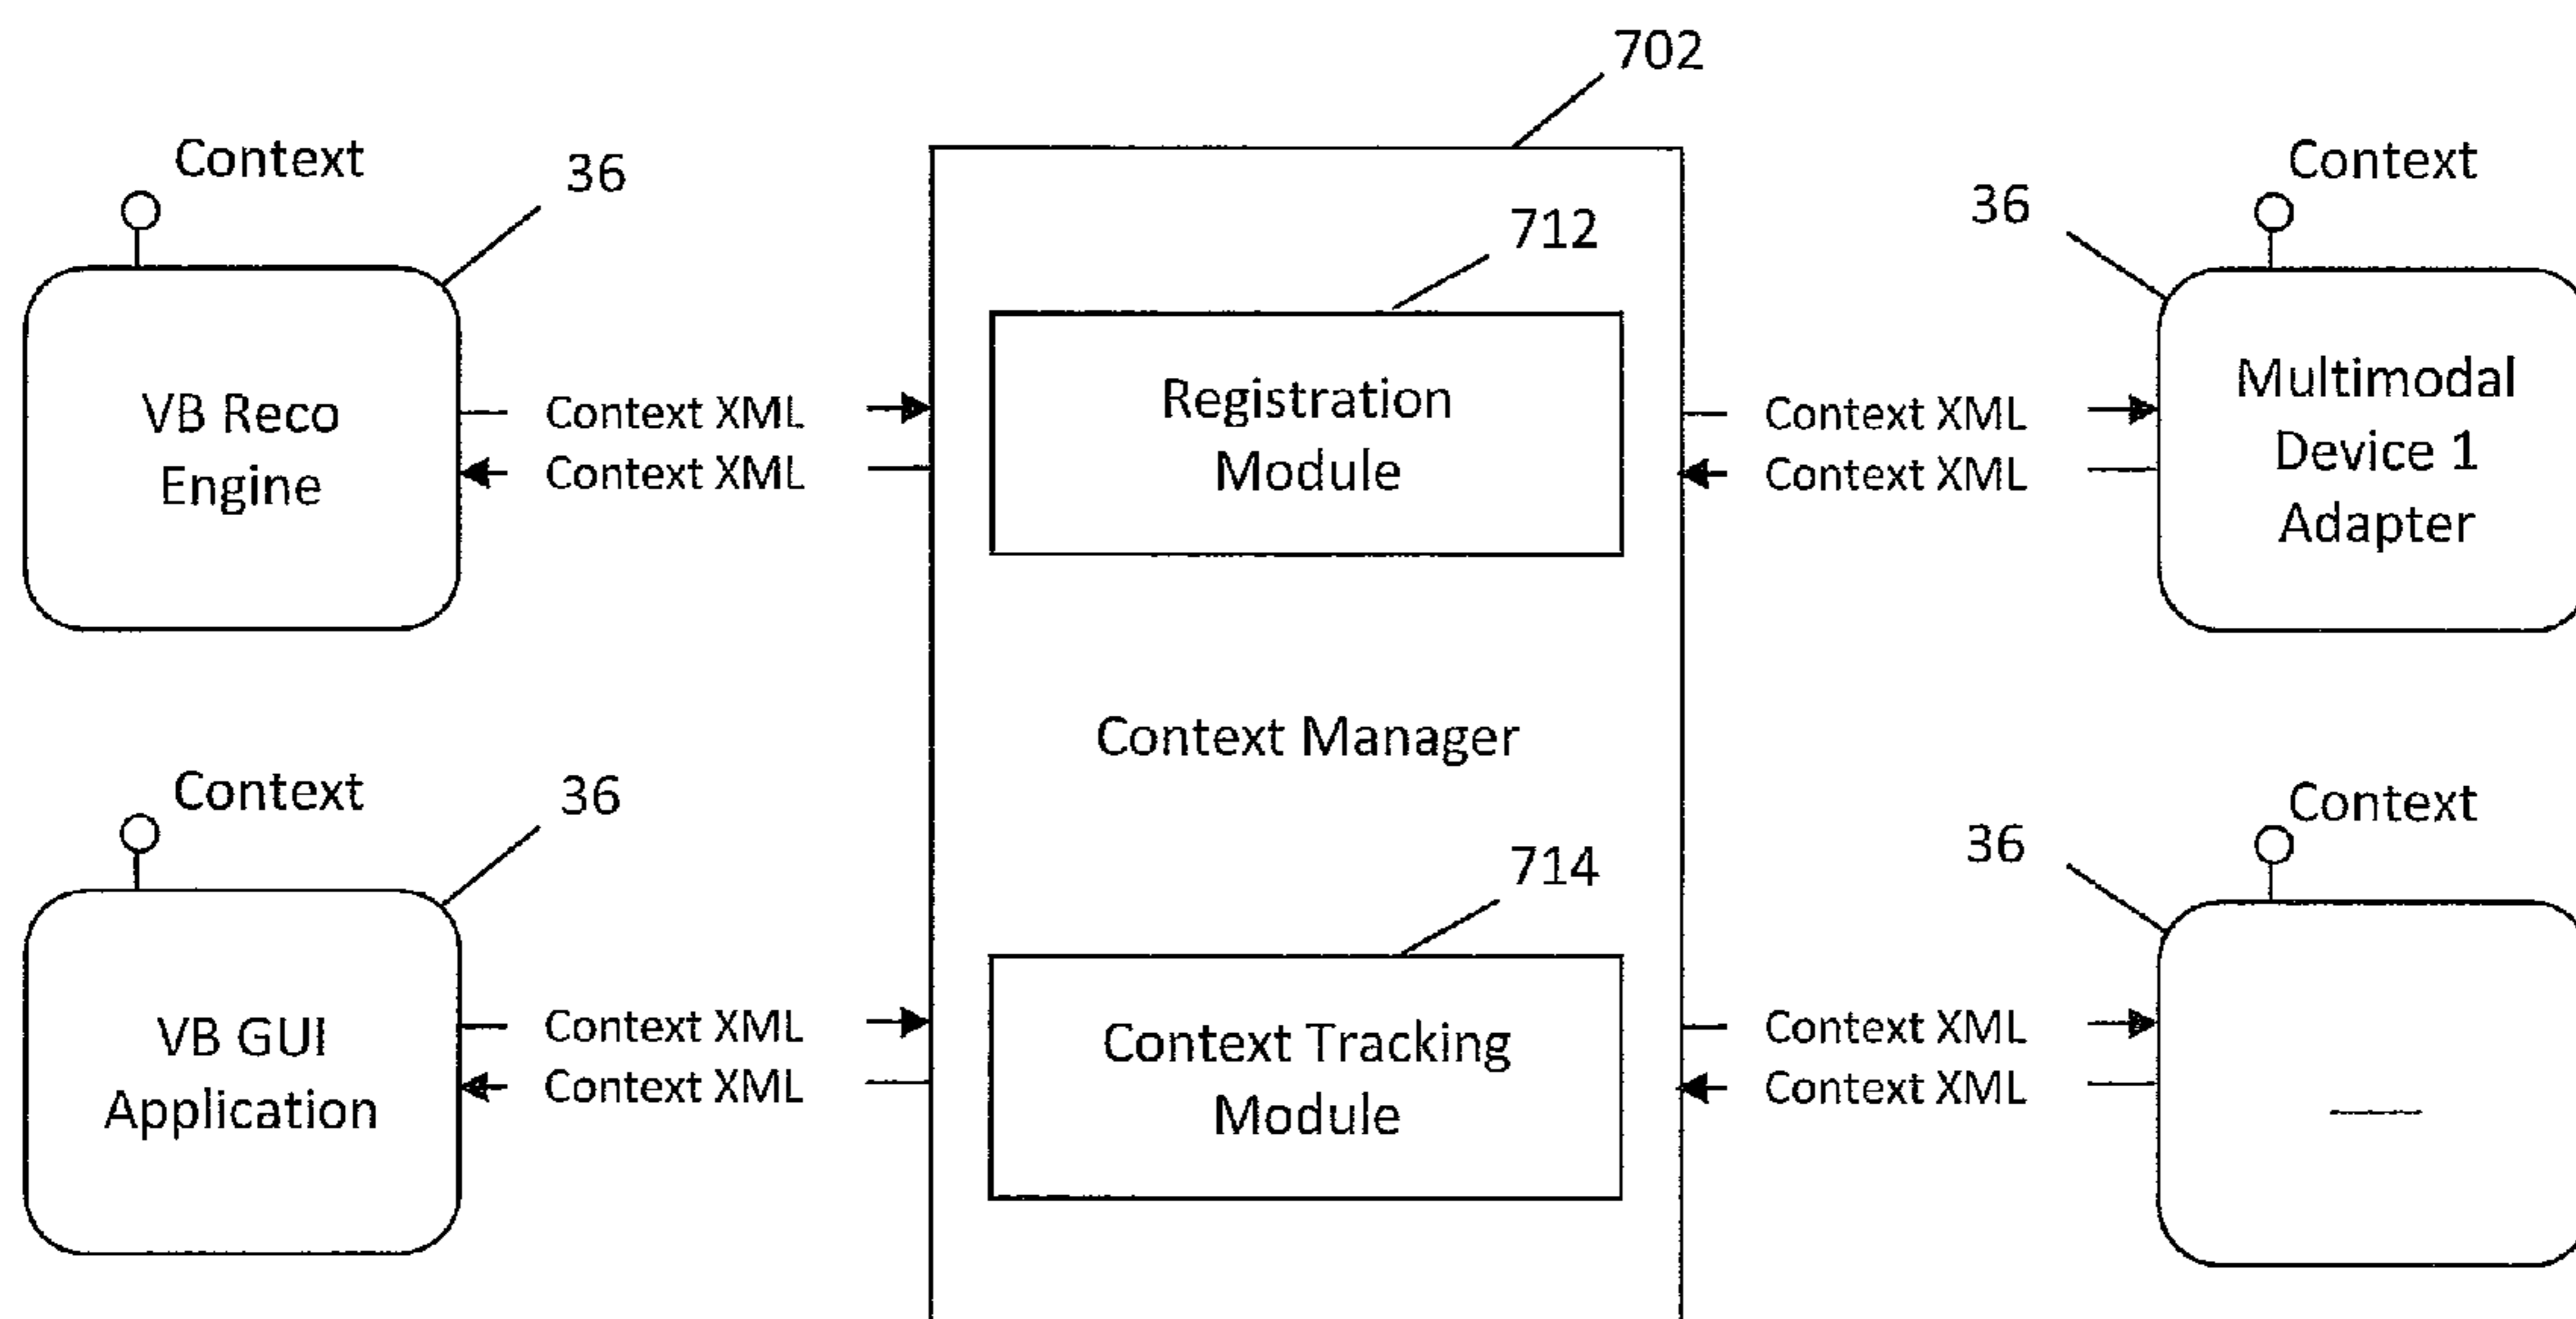 702
Context
36
36
Context
712
VB Reco
Engine
Context XML
Context XML
Registration
Module
Context XML
Context XML
Multimodal
Device 1
Adapter
Context Manager
Context
36
36
Context
714
VB GUI
Application
Context XML
Context XML
Context Tracking
Module
Context XML
Context XML